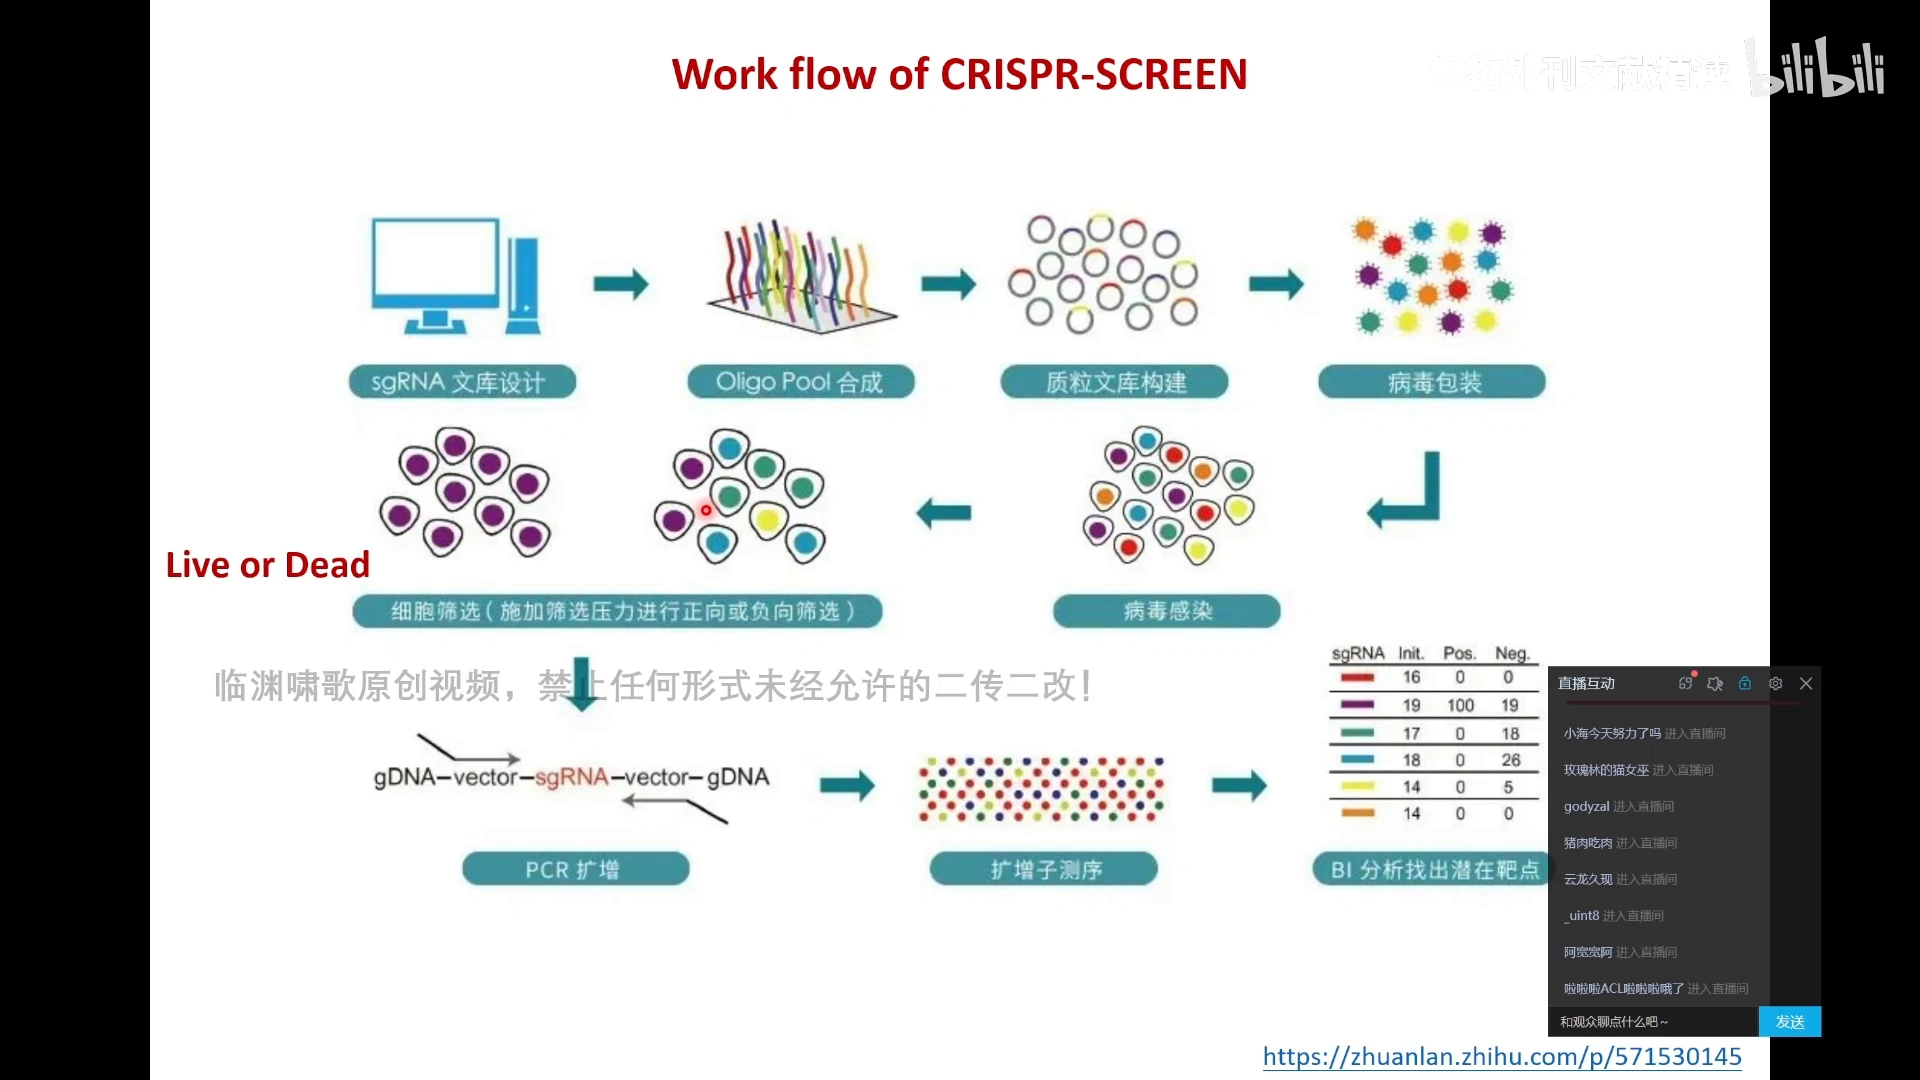 Work flow of CRISPR-SCREEN
物外刊文献精读
bilibili
sgRNA 文库设计
Oligo Pool 合成
质粒文库构建
病毒包装
Live or Dead
细胞筛选（施加筛选压力进行正向或负向筛选）
病毒感染
临渊啸歌原创视频，禁止任何形式未经允许的二传二改！
gDNA—vector—sgRNA—vector—gDNA
sgRNA Init. Pos. Neg.
16 0 0
19 100 19
17 0 18
18 0 26
14 0 5
14 0 0
PCR 扩增
扩增子测序
BI 分析找出潜在靶点
直播互动
小海今天努力了吗 进入直播间
玫瑰林的猫女巫 进入直播间
godyzal 进入直播间
猪肉吃肉 进入直播间
云龙久现 进入直播间
_uint8 进入直播间
阿宽宽阿 进入直播间
啦啦啦ACL啦啦啦哦了 进入直播间
和观众聊点什么吧~
发送
https://zhuanlan.zhihu.com/p/571530145